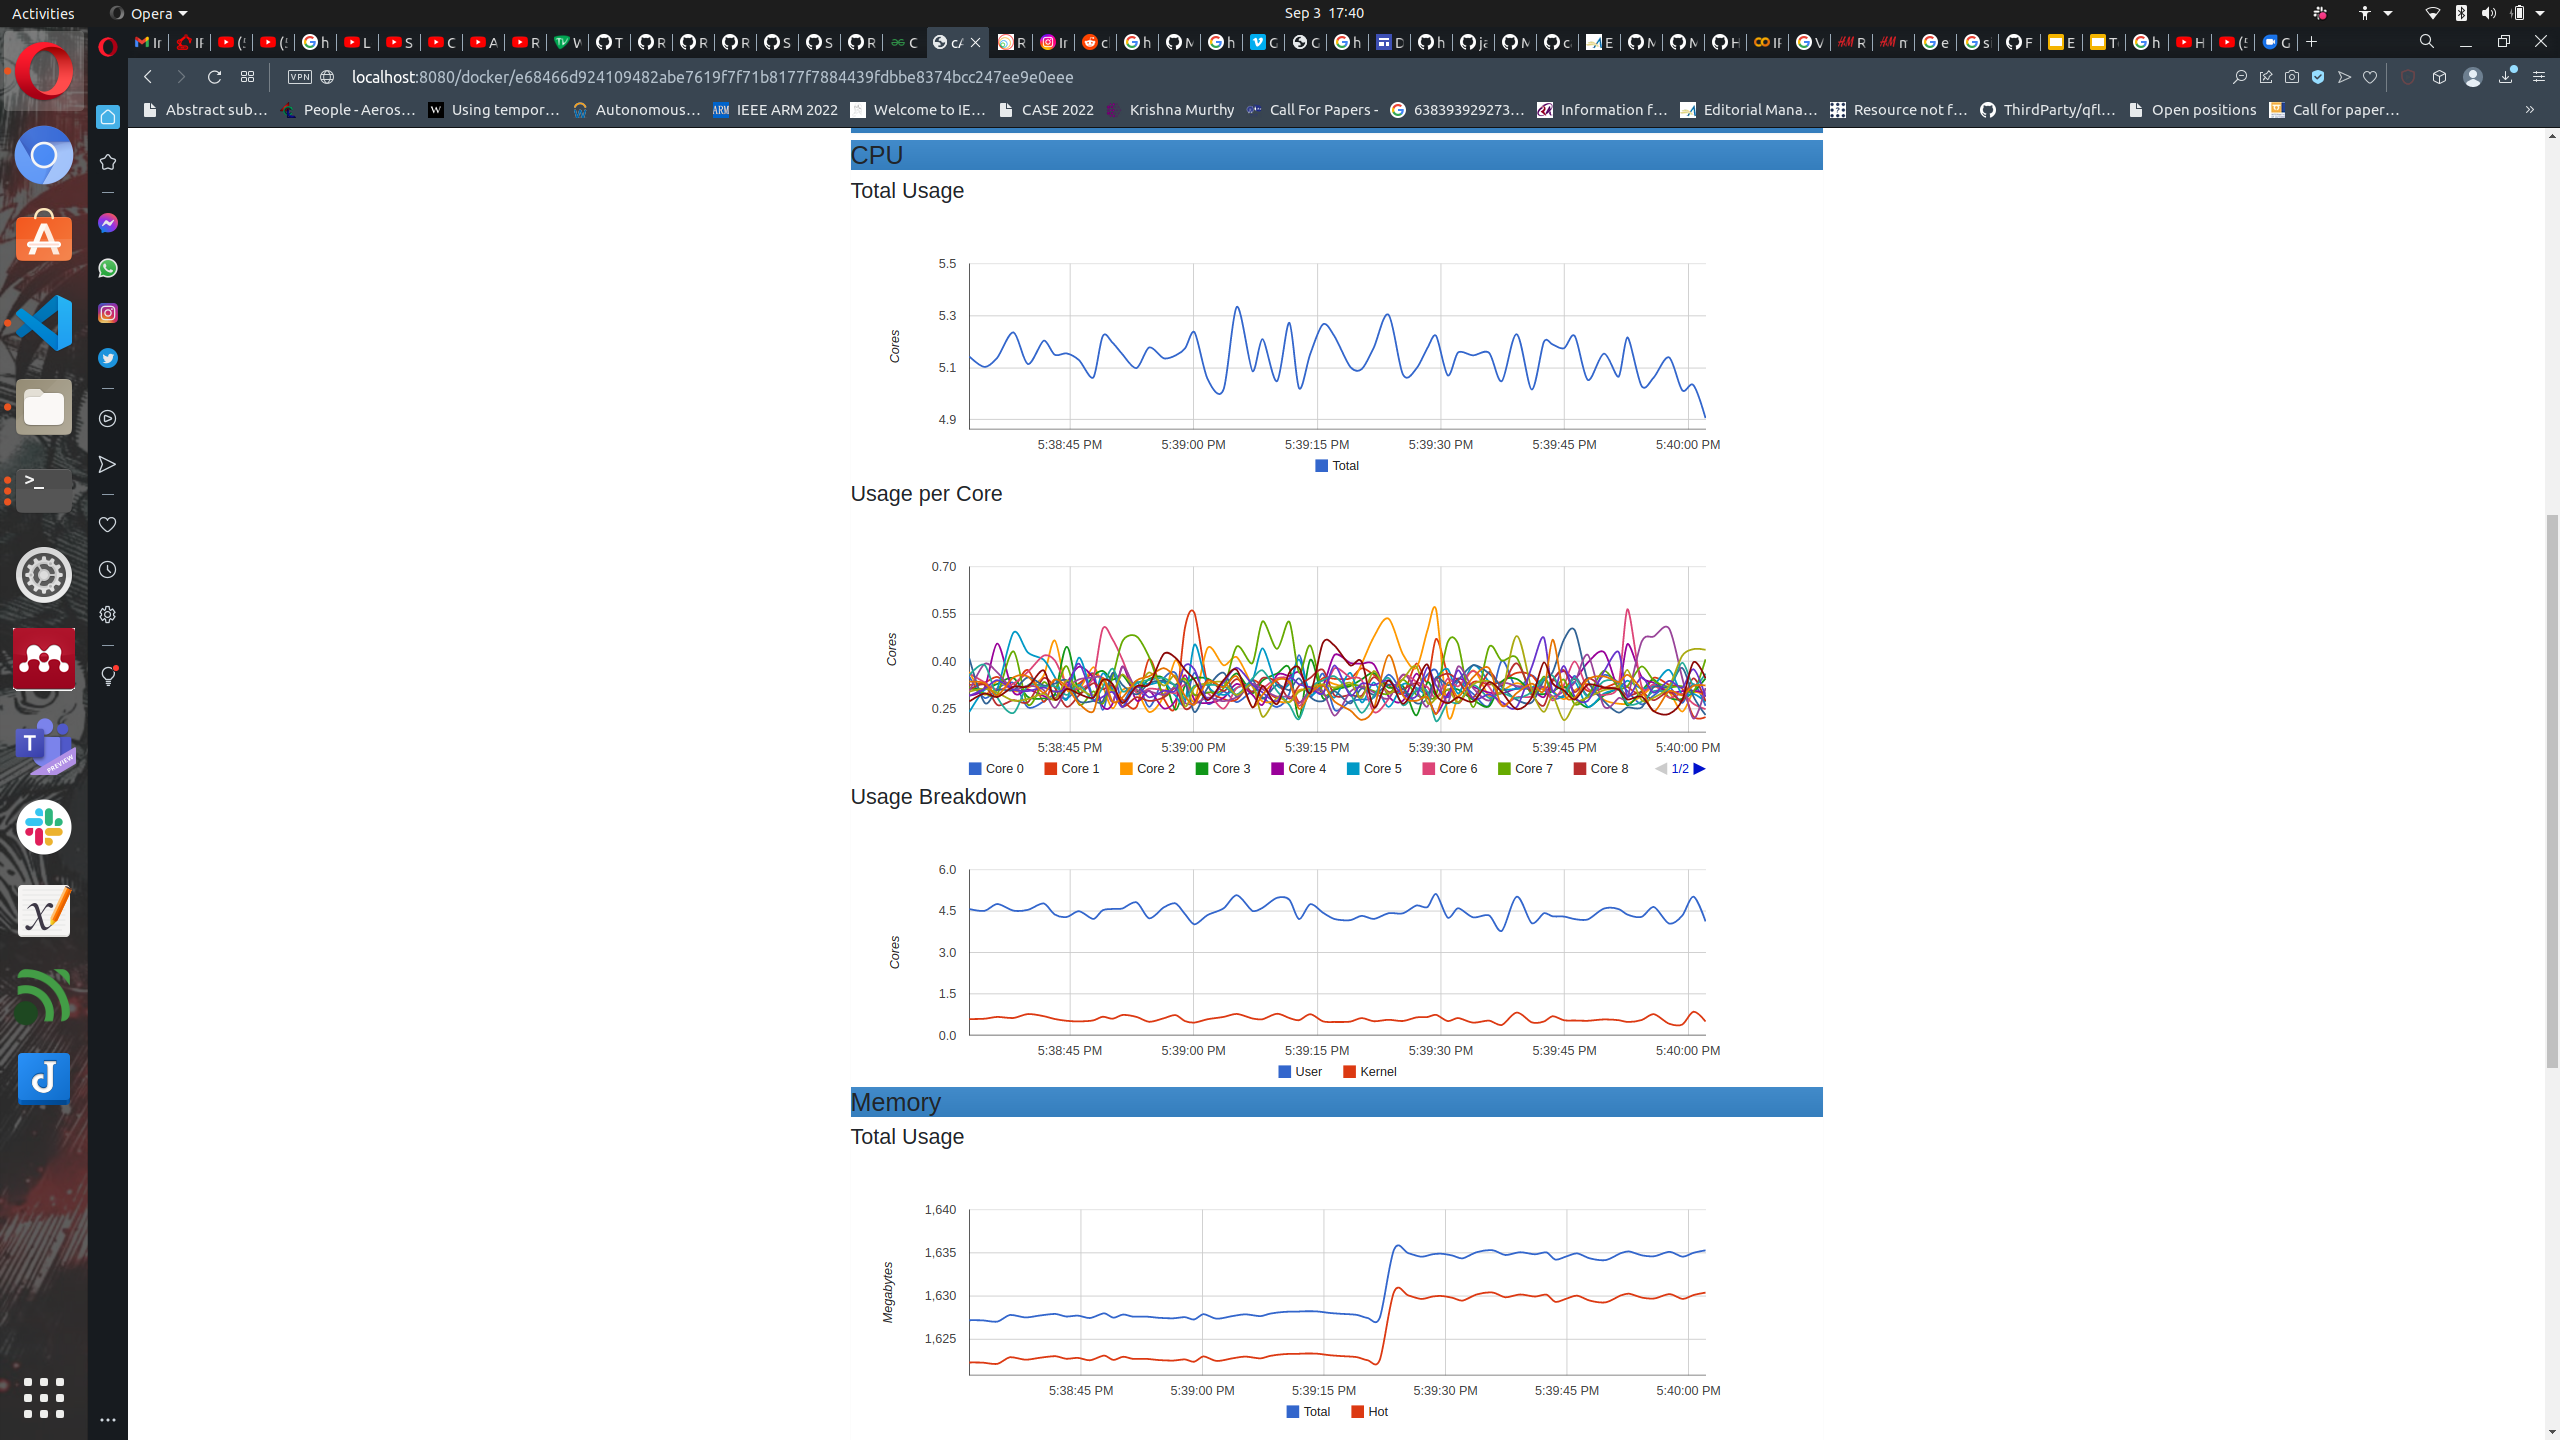 Activities Opera Sep 3 17:40
localhost:8080/docker/e68466d924109482abe7619f7f71b8177f7884439fdbbe8374bcc247ee9e0eee
VPN
Abstract sub… People - Aeros… Using tempor… Autonomous… IEEE ARM 2022 Welcome to IE… CASE 2022 Krishna Murthy Call For Papers - 638393929273… Information f… Editorial Mana… Resource not f… ThirdParty/qfl… Open positions Call for paper… »
CPU
Total Usage
5.5
5.3
5.1
4.9
Cores
5:38:45 PM 5:39:00 PM 5:39:15 PM 5:39:30 PM 5:39:45 PM 5:40:00 PM
Total
Usage per Core
0.70
0.55
0.40
0.25
Cores
5:38:45 PM 5:39:00 PM 5:39:15 PM 5:39:30 PM 5:39:45 PM 5:40:00 PM
Core 0 Core 1 Core 2 Core 3 Core 4 Core 5 Core 6 Core 7 Core 8 1/2
Usage Breakdown
6.0
4.5
3.0
1.5
0.0
Cores
5:38:45 PM 5:39:00 PM 5:39:15 PM 5:39:30 PM 5:39:45 PM 5:40:00 PM
User Kernel
Memory
Total Usage
1,640
1,635
1,630
1,625
Megabytes
5:38:45 PM 5:39:00 PM 5:39:15 PM 5:39:30 PM 5:39:45 PM 5:40:00 PM
Total Hot
PREVIEW